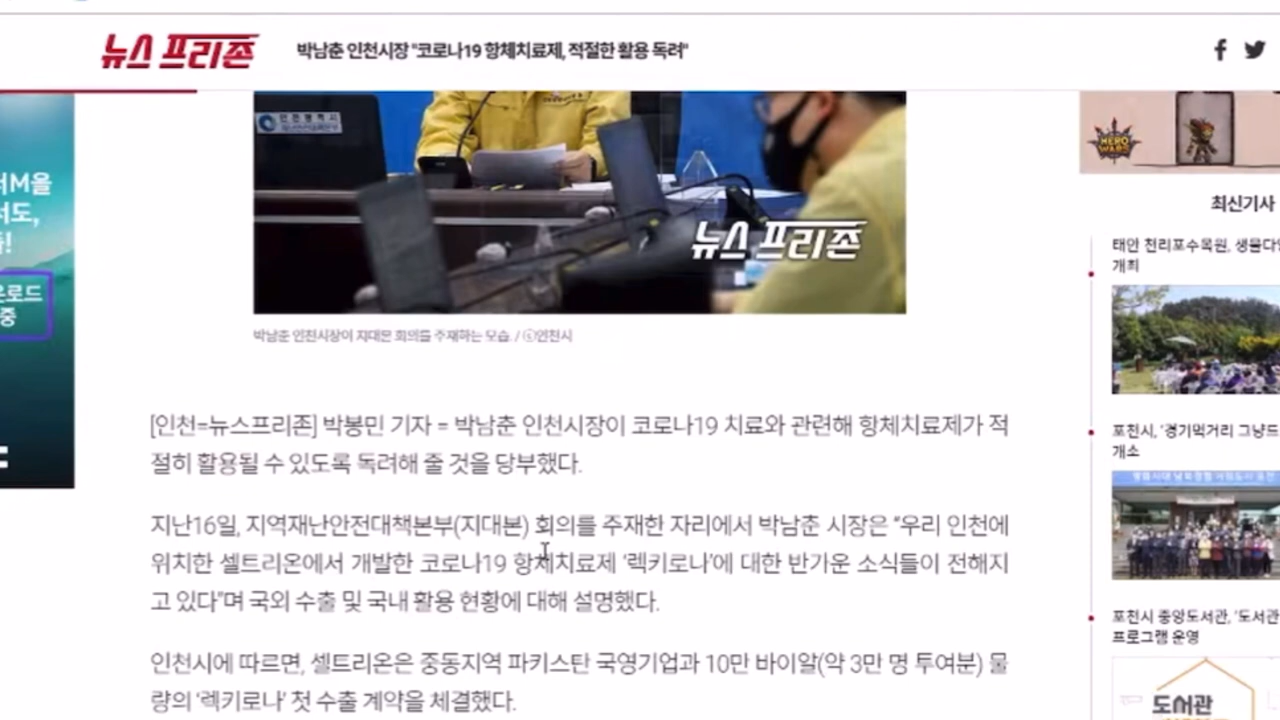 뉴스 프리존
박남춘 인천시장 "코로나19 항체치료제, 적절한 활용 독려"
뉴스 프리존
HERO
WARS
박남춘 인천시장이 지대본 회의를 주재하는 모습. / ⓒ인천시
[인천=뉴스프리존] 박봉민 기자 = 박남춘 인천시장이 코로나19 치료와 관련해 항체치료제가 적
절히 활용될 수 있도록 독려해 줄 것을 당부했다.
지난16일, 지역재난안전대책본부(지대본) 회의를 주재한 자리에서 박남춘 시장은 “우리 인천에
위치한 셀트리온에서 개발한 코로나19 항체치료제 ‘렉키로나’에 대한 반가운 소식들이 전해지
고 있다”며 국외 수출 및 국내 활용 현황에 대해 설명했다.
인천시에 따르면, 셀트리온은 중동지역 파키스탄 국영기업과 10만 바이알(약 3만 명 투여분) 물
량의 ‘렉키로나’ 첫 수출 계약을 체결했다.
최신기사
태안 천리포수목원, 생물다
개최
포천시, '경기먹거리 그냥드
개소
포천시 중앙도서관, '도서관
프로그램 운영
도서관